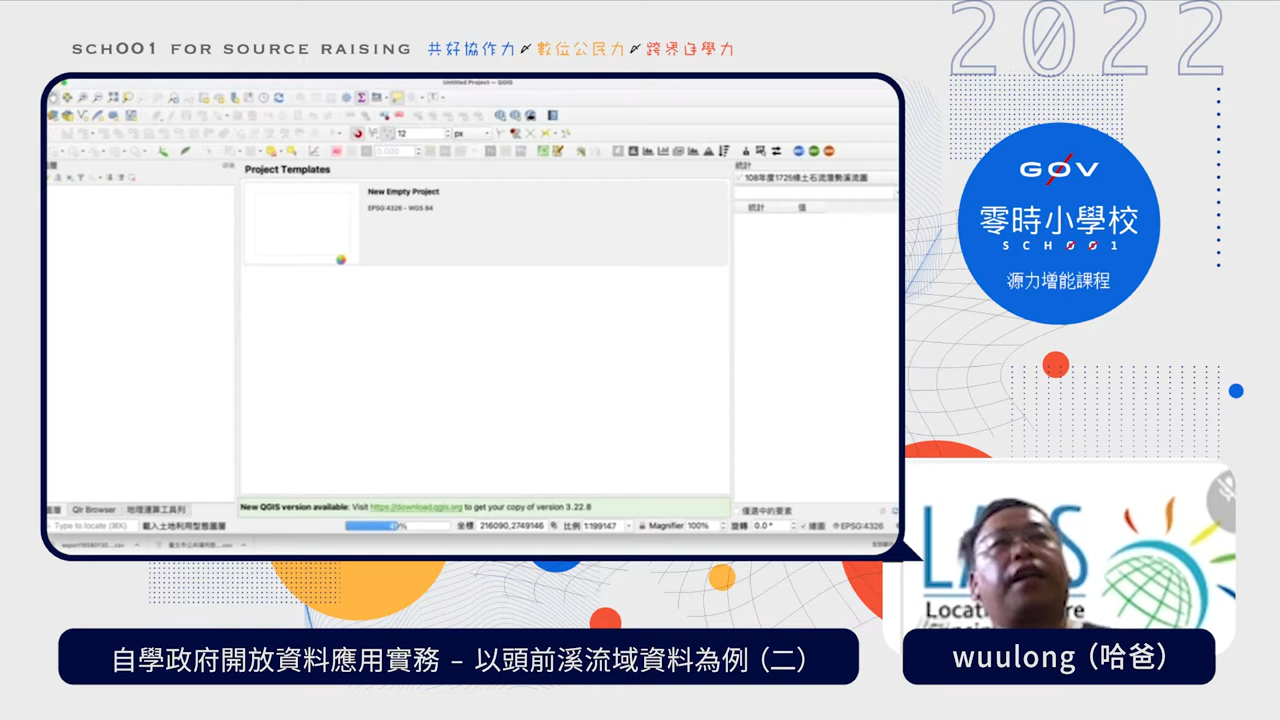 SCHOO1 FOR SOURCE RAISING 共好協作力 數位公民力 跨界自學力
2022
Untitled Project — QGIS
12
px
0.000
Project Templates
New Empty Project
EPSG:4326 - WGS 84
統計
108年度1725條土石流潛勢溪流圖
統計 值
New QGIS version available: Visit https://download.qgis.org to get your copy of version 3.22.8
僅選中的要素
Qlr Browser 地理運算工具列
Type to locate (⌘K) 載入土地利用型態圖層
座標 216090,2749146 比例 1:1199147 Magnifier 100% 旋轉 0.0° 繪圖 EPSG:4326
G0V
零時小學校
SCH001
源力增能課程
自學政府開放資料應用實務 – 以頭前溪流域資料為例（二）
wuulong（哈爸）